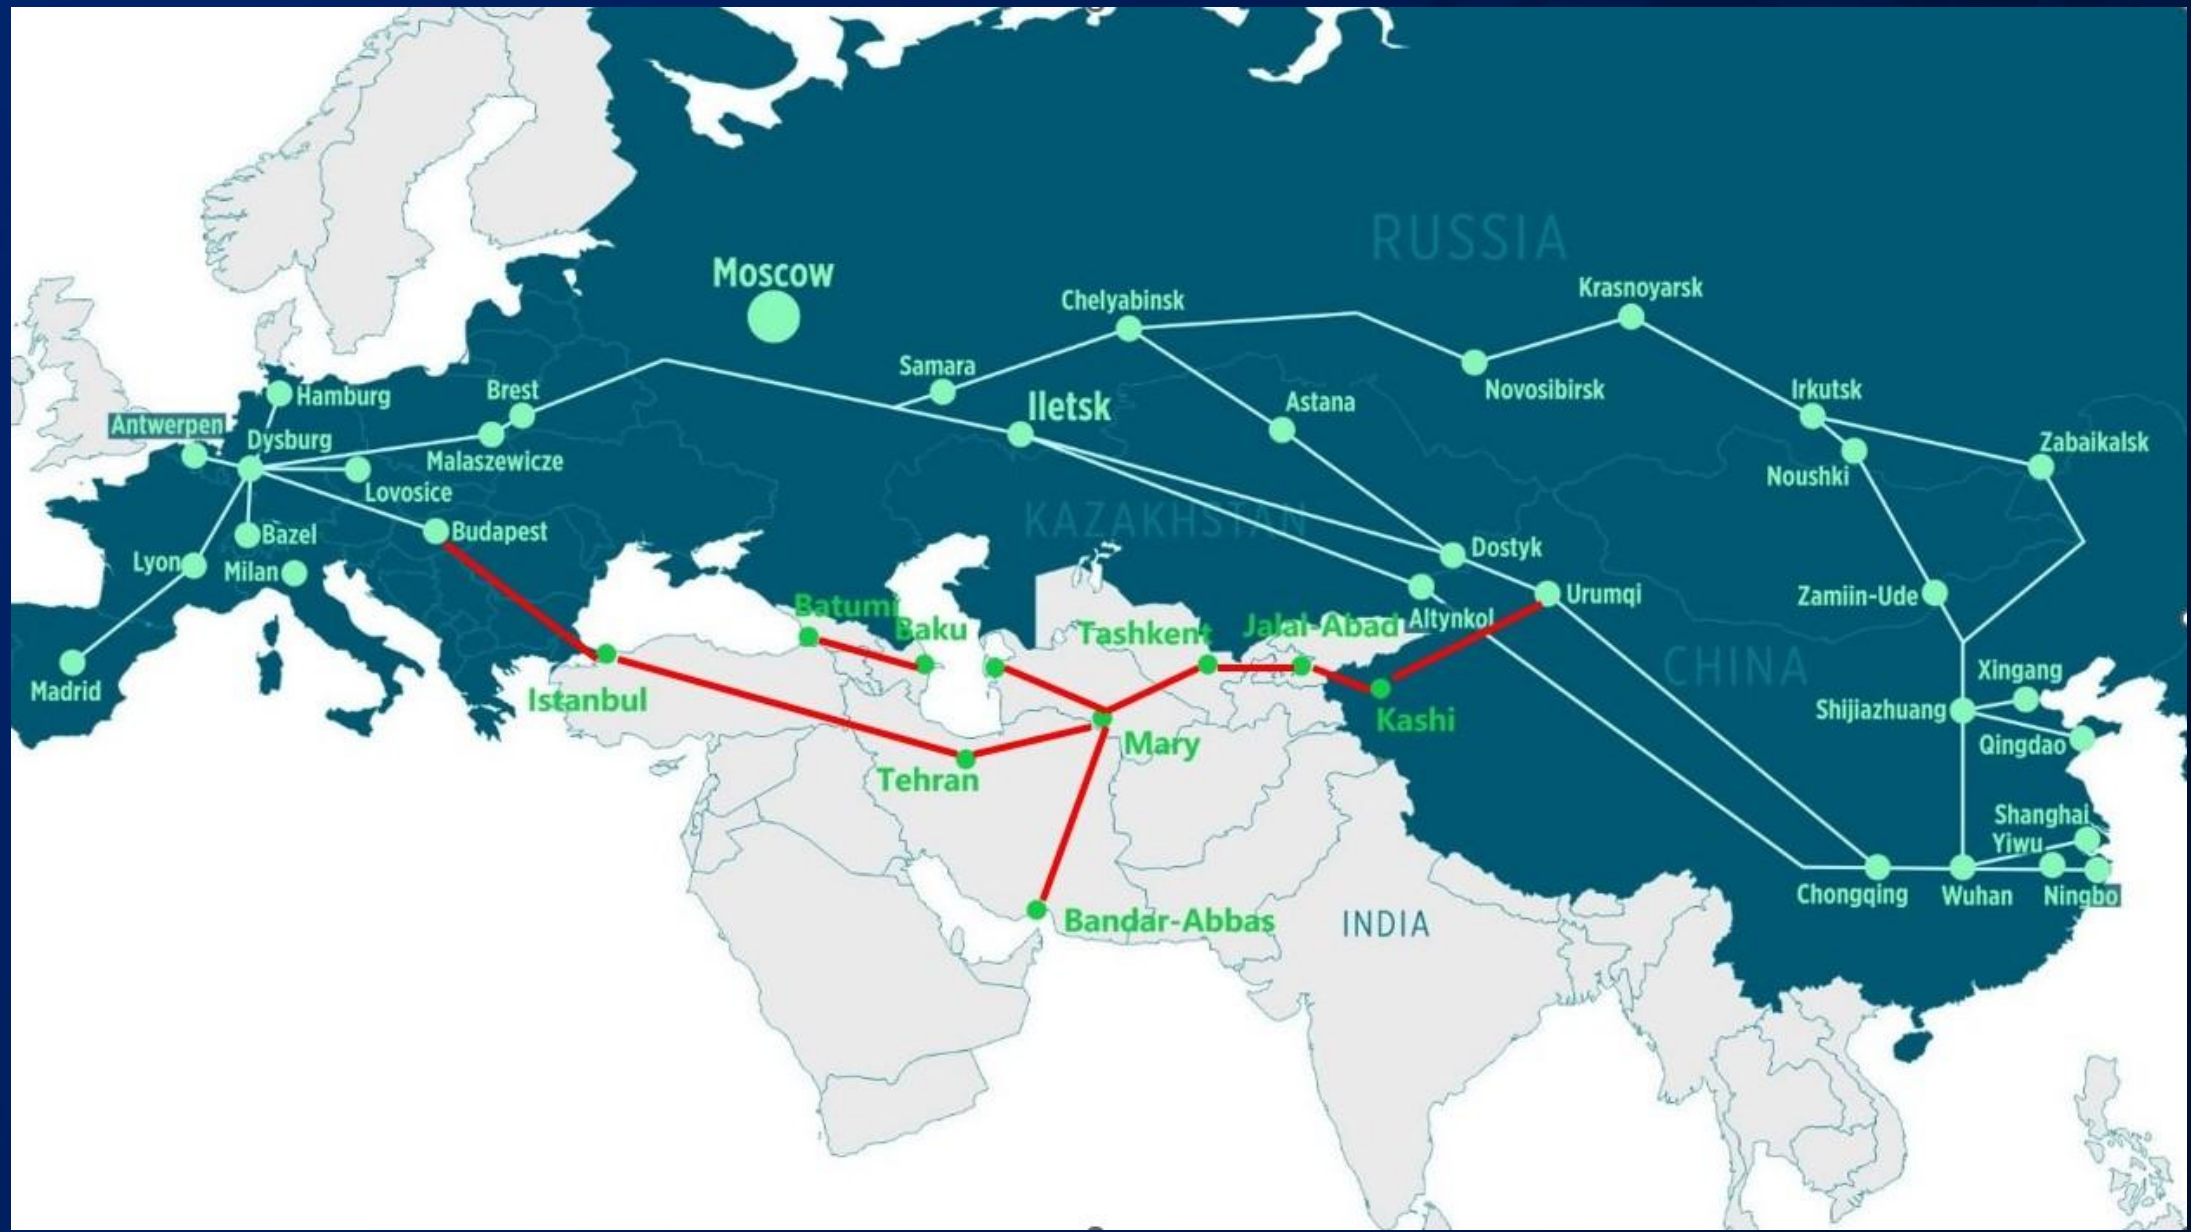 RUSSIA
Moscow
Krasnoyarsk
Chelyabinsk
Samara
Novosibirsk
Irkutsk
Hamburg
Brest
Iletsk
Astana
Antwerpen
Dysburg
Zabaikalsk
Malaszewicze
Noushki
Lovosice
KAZAKHSTAN
Bazel
Budapest
Dostyk
Lyon
Milan
Urumqi
Zamiin-Ude
Batumi
Baku
Tashkent
Jalal-Abad
Altynkol
CHINA
Xingang
Madrid
Istanbul
Kashi
Shijiazhuang
Mary
Qingdao
Tehran
Shanghai
Yiwu
Chongqing
Wuhan
Ningbo
Bandar-Abbas
INDIA